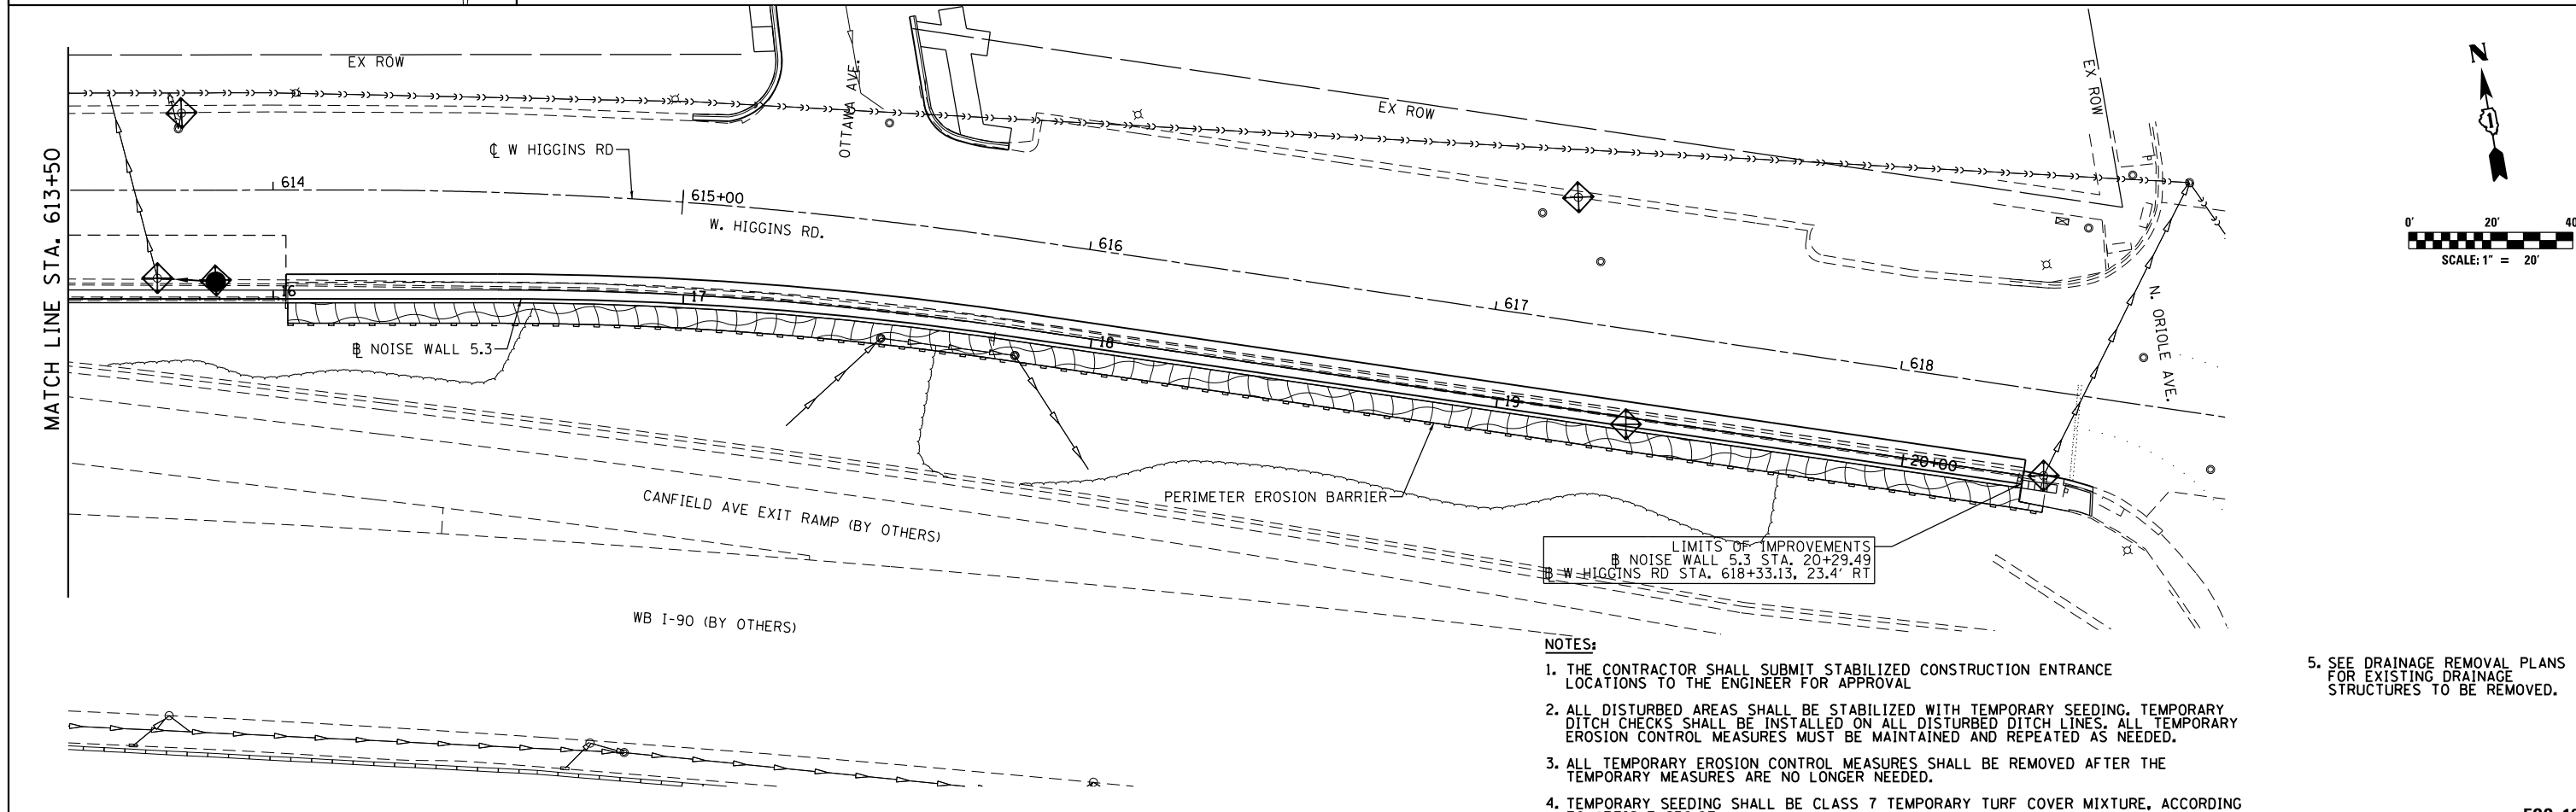 EX ROW
OTTAWA AVE.
EX ROW
EX ROW
N
1
℄ W HIGGINS RD
MATCH LINE STA. 613+50
614
615+00
W. HIGGINS RD.
616
617
618
0' 20' 40
SCALE: 1" = 20'
N. ORIOLE AVE.
16
17
18
19
20+00
B NOISE WALL 5.3
CANFIELD AVE EXIT RAMP (BY OTHERS)
PERIMETER EROSION BARRIER
LIMITS OF IMPROVEMENTS
B NOISE WALL 5.3 STA. 20+29.49
B W HIGGINS RD STA. 618+33.13, 23.4' RT
WB I-90 (BY OTHERS)
NOTES:
1. THE CONTRACTOR SHALL SUBMIT STABILIZED CONSTRUCTION ENTRANCE
LOCATIONS TO THE ENGINEER FOR APPROVAL
2. ALL DISTURBED AREAS SHALL BE STABILIZED WITH TEMPORARY SEEDING. TEMPORARY
DITCH CHECKS SHALL BE INSTALLED ON ALL DISTURBED DITCH LINES. ALL TEMPORARY
EROSION CONTROL MEASURES MUST BE MAINTAINED AND REPEATED AS NEEDED.
3. ALL TEMPORARY EROSION CONTROL MEASURES SHALL BE REMOVED AFTER THE
TEMPORARY MEASURES ARE NO LONGER NEEDED.
4. TEMPORARY SEEDING SHALL BE CLASS 7 TEMPORARY TURF COVER MIXTURE, ACCORDING
5. SEE DRAINAGE REMOVAL PLANS
FOR EXISTING DRAINAGE
STRUCTURES TO BE REMOVED.